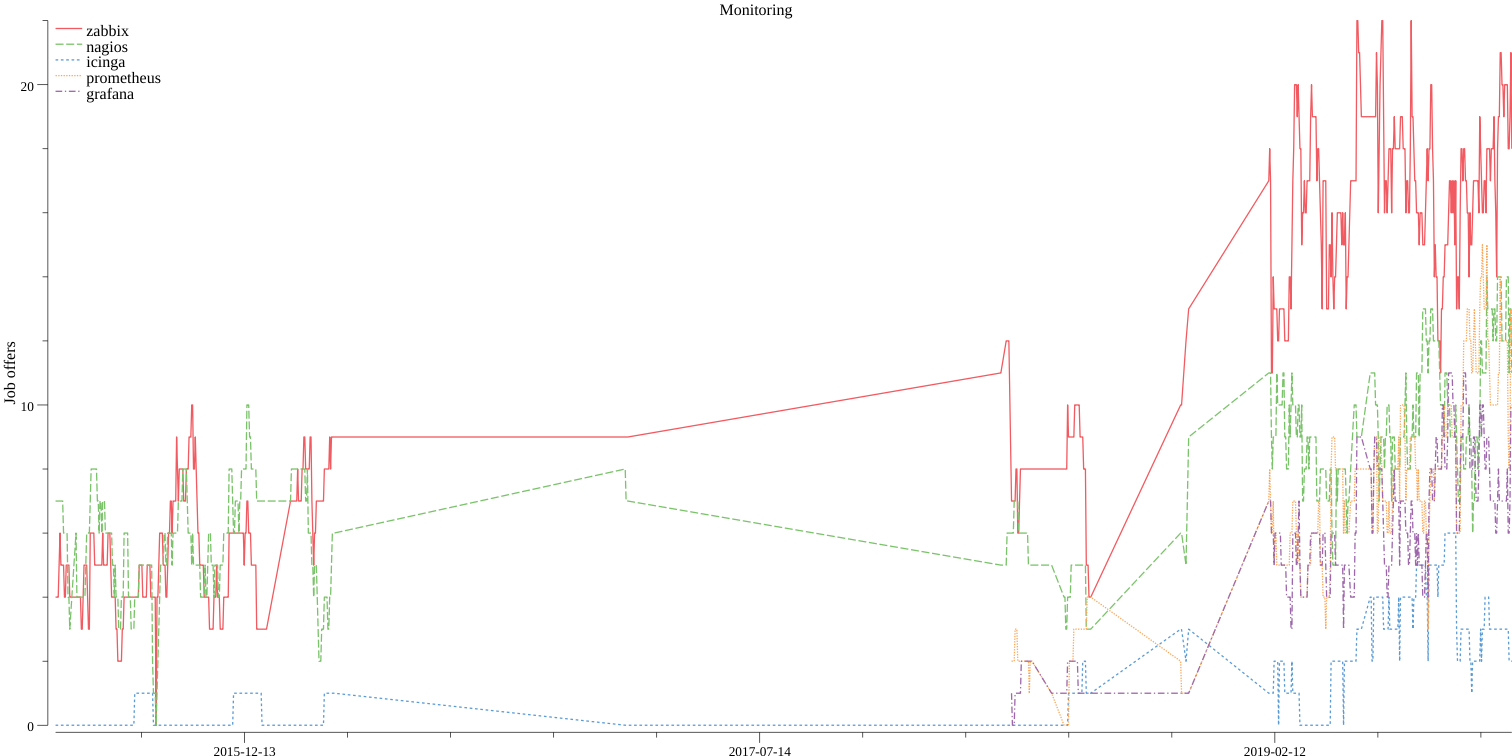 Monitoring
zabbix
nagios
icinga
prometheus
grafana
20
10
0
Job offers
2015-12-13
2017-07-14
2019-02-12